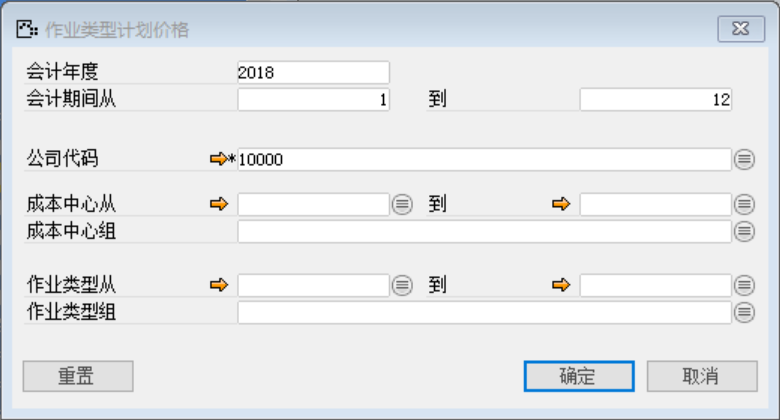 作业类型计划价格
会计年度 2018
会计期间从 1 到 12
公司代码 *10000
成本中心从 到
成本中心组
作业类型从 到
作业类型组
重置 确定 取消